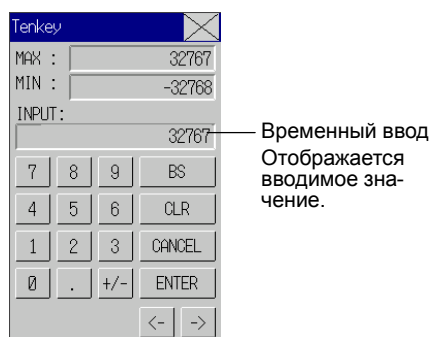 Tenkey
MAX : 32767
MIN : -32768
INPUT:
32767
7 8 9 BS
4 5 6 CLR
1 2 3 CANCEL
0 . +/- ENTER
<- ->
Временный ввод
Отображается
вводимое зна-
чение.